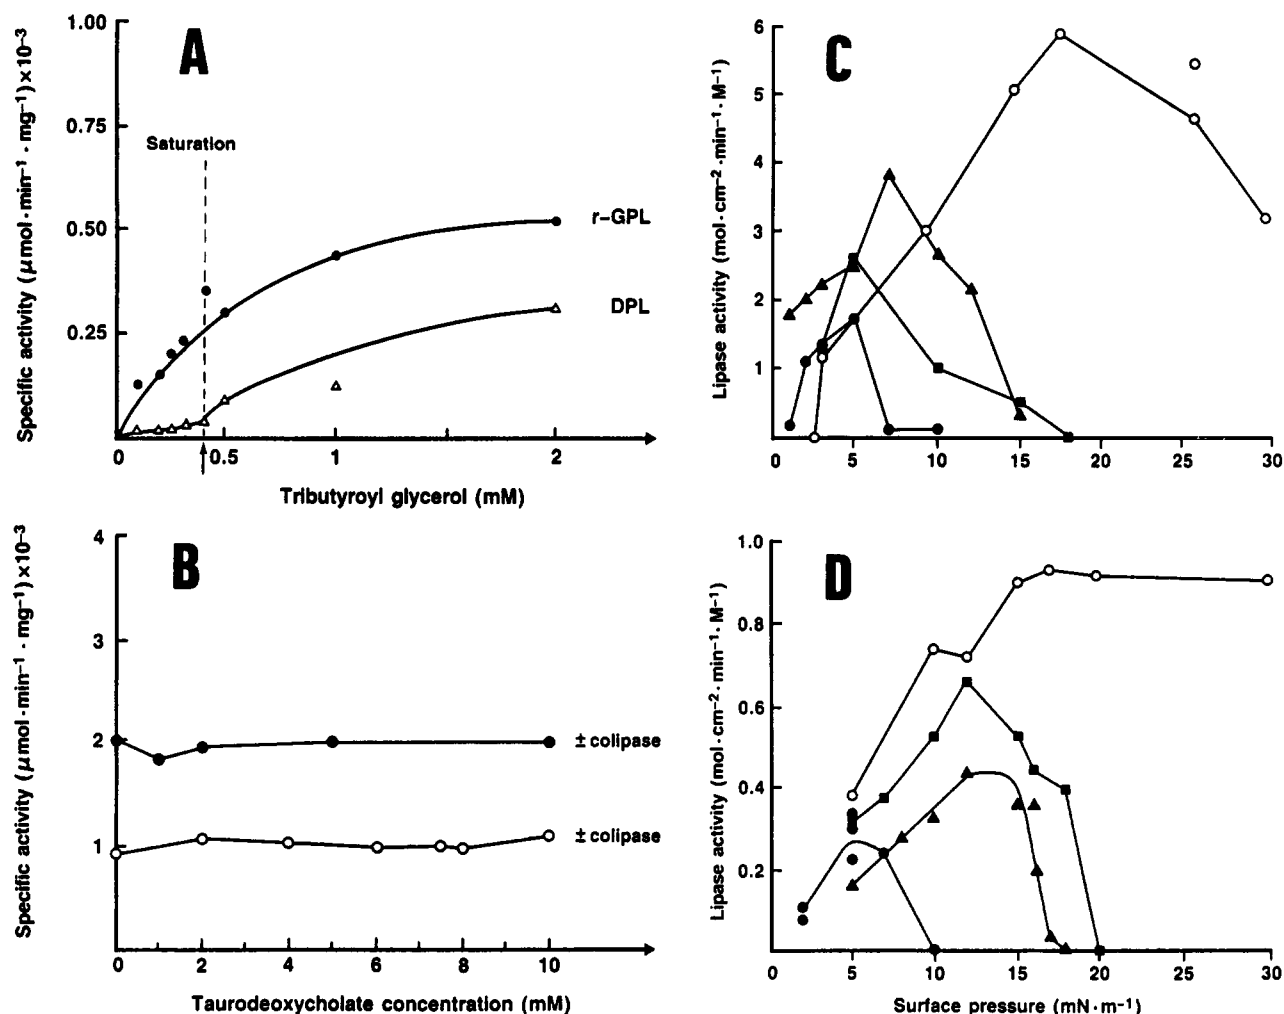 A
Specific activity (μmol·min⁻¹·mg⁻¹)×10⁻³
1.00
0.75
0.50
0.25
Saturation
r-GPL
DPL
0 0.5 1 2
Tributyroyl glycerol (mM)
B
Specific activity (μmol·min⁻¹·mg⁻¹)×10⁻³
4
3
2
1
± colipase
± colipase
0 2 4 6 8 10
Taurodeoxycholate concentration (mM)
C
Lipase activity (mol·cm⁻²·min⁻¹·M⁻¹)
6
5
4
3
2
1
0 5 10 15 20 25 30
D
Lipase activity (mol·cm⁻²·min⁻¹·M⁻¹)
1.0
0.8
0.6
0.4
0.2
0 5 10 15 20 25 30
Surface pressure (mN·m⁻¹)